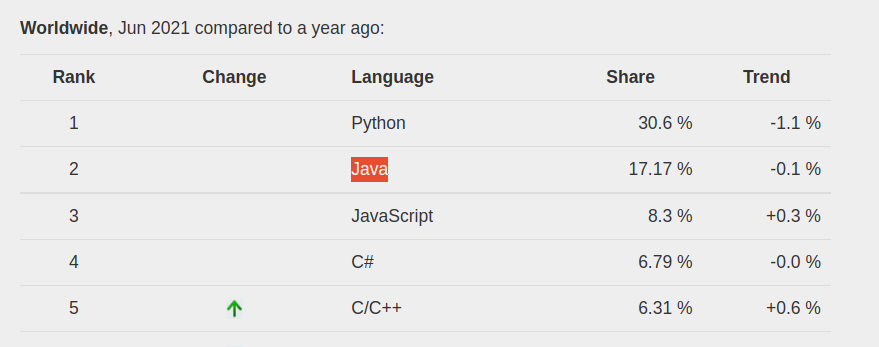 Worldwide, Jun 2021 compared to a year ago:
Rank Change Language Share Trend
1 Python 30.6 % -1.1 %
2 Java 17.17 % -0.1 %
3 JavaScript 8.3 % +0.3 %
4 C# 6.79 % -0.0 %
5 C/C++ 6.31 % +0.6 %